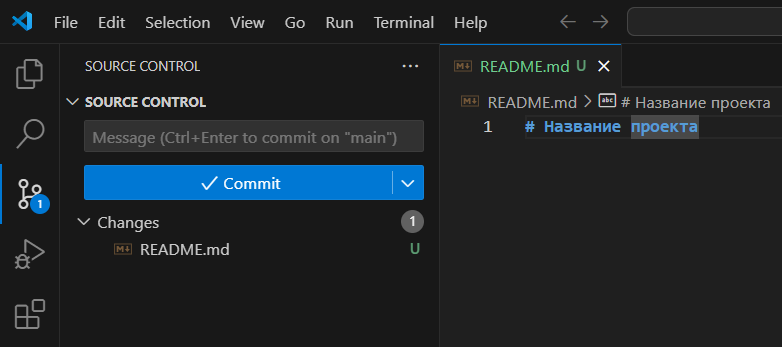 File Edit Selection View Go Run Terminal Help
SOURCE CONTROL
README.md U
SOURCE CONTROL
README.md > # Название проекта
Message (Ctrl+Enter to commit on "main")
1 # Название проекта
Commit
1
Changes 1
README.md U